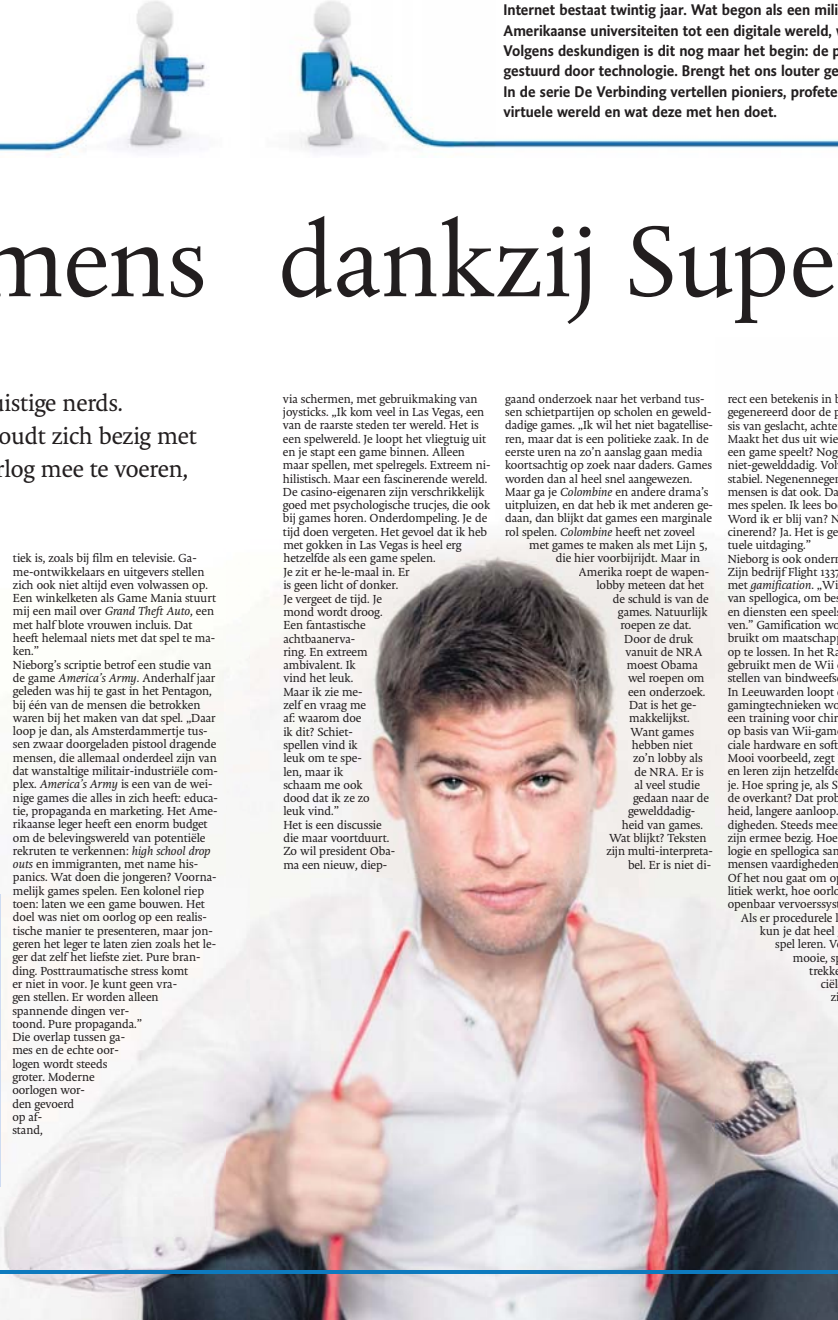 Internet bestaat twintig jaar. Wat begon als een mili
Amerikaanse universiteiten tot een digitale wereld,
Volgens deskundigen is dit nog maar het begin: de p
gestuurd door technologie. Brengt het ons louter ge
In de serie De Verbinding vertellen pioniers, profete
virtuele wereld en wat deze met hen doet.
mens dankzij Supe
uistige nerds.
oudt zich bezig met
rlog mee te voeren,
tiek is, zoals bij film en televisie. Ga-
me-ontwikkelaars en uitgevers stellen
zich ook niet altijd even volwassen op.
Een winkelketen als Game Mania stuurt
mij een mail over Grand Theft Auto, een
met half blote vrouwen incluis. Dat
heeft helemaal niets met dat spel te ma-
ken.”
Nieborg’s scriptie betrof een studie van
de game America’s Army. Anderhalf jaar
geleden was hij te gast in het Pentagon,
bij één van de mensen die betrokken
waren bij het maken van dat spel. „Daar
loop je dan, als Amsterdammertje tus-
sen zwaar doorgeladen pistool dragende
mensen, die allemaal onderdeel zijn van
dat wanstaltige militair-industriële com-
plex. America’s Army is een van de wei-
nige games die alles in zich heeft: educa-
tie, propaganda en marketing. Het Ame-
rikaanse leger heeft een enorm budget
om de belevingswereld van potentiële
rekruten te verkennen: high school drop
outs en immigranten, met name his-
panics. Wat doen die jongeren? Voorna-
melijk games spelen. Een kolonel riep
toen: laten we een game bouwen. Het
doel was niet om oorlog op een realis-
tische manier te presenteren, maar jon-
geren het leger te laten zien zoals het le-
ger dat zelf het liefste ziet. Pure bran-
ding. Posttraumatische stress komt
er niet in voor. Je kunt geen vra-
gen stellen. Er worden alleen
spannende dingen ver-
toond. Pure propaganda.”
Die overlap tussen ga-
mes en de echte oor-
logen wordt steeds
groter. Moderne
oorlogen wor-
den gevoerd
op af-
stand,
via schermen, met gebruikmaking van
joysticks. „Ik kom veel in Las Vegas, een
van de raarste steden ter wereld. Het is
een spelwereld. Je loopt het vliegtuig uit
en je stapt een game binnen. Alleen
maar spellen, met spelregels. Extreem ni-
hilistisch. Maar een fascinerende wereld.
De casino-eigenaren zijn verschrikkelijk
goed met psychologische trucjes, die ook
bij games horen. Onderdompeling. Je de
tijd doen vergeten. Het gevoel dat ik heb
met gokken in Las Vegas is heel erg
hetzelfde als een game spelen.
Je zit er he-le-maal in. Er
is geen licht of donker.
Je vergeet de tijd. Je
mond wordt droog.
Een fantastische
achtbaanerva-
ring. En extreem
ambivalent. Ik
vind het leuk.
Maar ik zie me-
zelf en vraag me
af: waarom doe
ik dit? Schiet-
spellen vind ik
leuk om te spe-
len, maar ik
schaam me ook
dood dat ik ze zo
leuk vind.”
Het is een discussie
die maar voortduurt.
Zo wil president Oba-
ma een nieuw, diep-
gaand onderzoek naar het verband tus-
sen schietpartijen op scholen en geweld-
dadige games. „Ik wil het niet bagatellise-
ren, maar dat is een politieke zaak. In de
eerste uren na zo’n aanslag gaan media
koortsachtig op zoek naar daders. Games
worden dan al heel snel aangewezen.
Maar ga je Colombine en andere drama’s
uitpluizen, en dat heb ik met anderen ge-
daan, dan blijkt dat games een marginale
rol spelen. Colombine heeft net zoveel
met games te maken als met Lijn 5,
die hier voorbijrijdt. Maar in
Amerika roept de wapen-
lobby meteen dat het
de schuld is van de
games. Natuurlijk
roepen ze dat.
Door de druk
vanuit de NRA
moest Obama
wel roepen om
een onderzoek.
Dat is het ge-
makkelijkst.
Want games
hebben niet
zo’n lobby als
de NRA. Er is
al veel studie
gedaan naar de
gewelddadig-
heid van games.
Wat blijkt? Teksten
zijn multi-interpreta-
bel. Er is niet di-
rect een betekenis in b
gegenereerd door de p
sis van geslacht, achte
Maakt het dus uit wie
een game speelt? Nog
niet-gewelddadig. Vol
stabiel. Negenennegen
mensen is dat ook. Da
mes spelen. Ik lees bo
Word ik er blij van? N
cinerend? Ja. Het is ge
tuele uitdaging.”
Nieborg is ook ondern
Zijn bedrijf Flight 1337
met gamification. „Wi
van spellogica, om bes
en diensten een speels
ven.” Gamification wo
bruikt om maatschap
op te lossen. In het Ra
gebruikt men de Wii
stellen van bindweefs
In Leeuwarden loopt
gamingtechnieken wo
een training voor chir
op basis van Wii-game
ciale hardware en soft
Mooi voorbeeld, zegt
en leren zijn hetzelfde
je. Hoe spring je, als S
de overkant? Dat prob
heid, langere aanloop.
digheden. Steeds mee
zijn ermee bezig. Hoe
logie en spellogica san
mensen vaardigheden
Of het nou gaat om op
litiek werkt, hoe oorlo
openbaar vervoerssyst
Als er procedurele l
kun je dat heel
spel leren. Ve
mooie, sp
trekke
ciël
zi